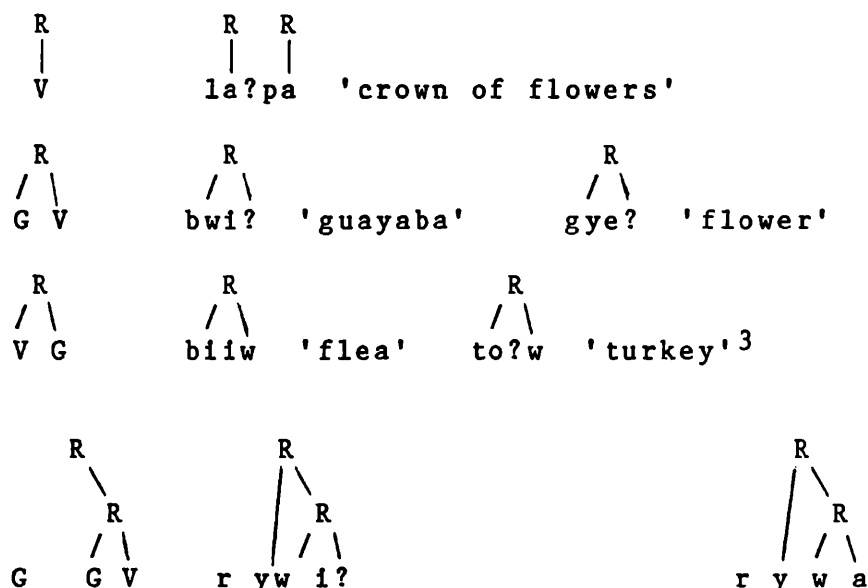 R R R
V la?pa 'crown of flowers'
R R R
G V bwi? 'guayaba' gye? 'flower'
R R
V G biiw 'flea' to?w 'turkey'3
R R R
R R R
G G V r yw i? r y w a